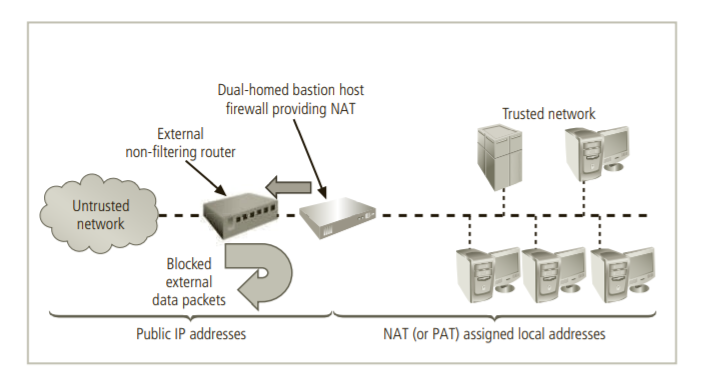 Dual-homed bastion host
firewall providing NAT
Trusted network
External
non-filtering router
Untrusted
network
Blocked
external
data packets
Public IP addresses
NAT (or PAT) assigned local addresses